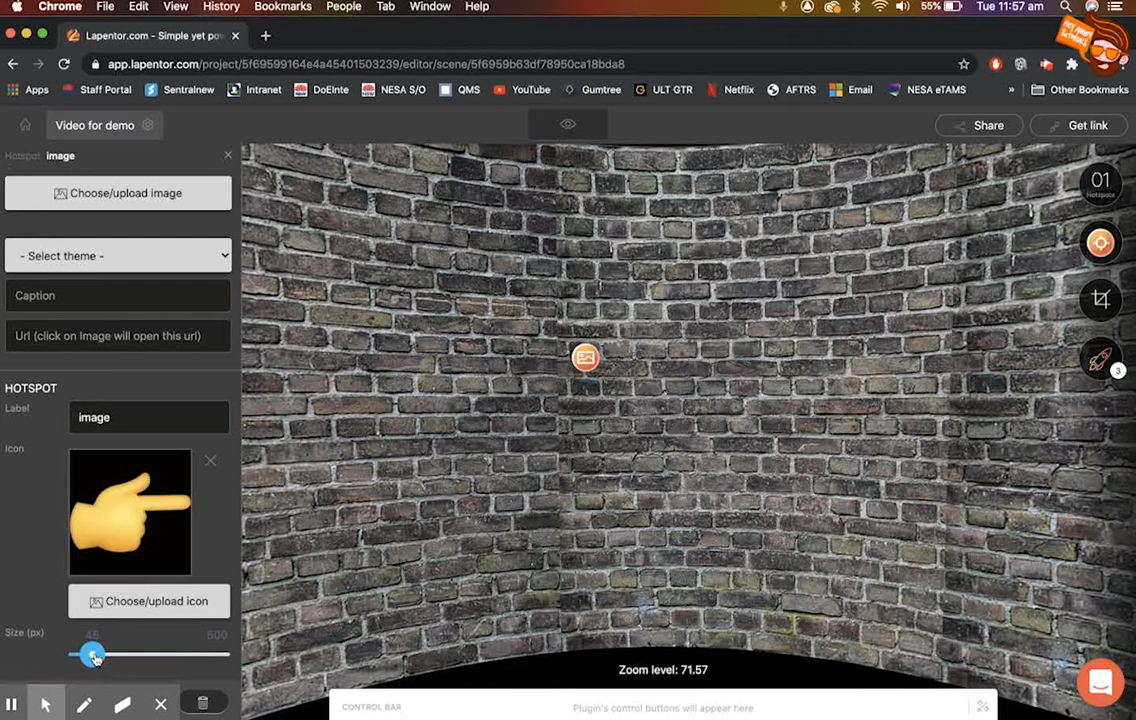 Chrome File Edit View History Bookmarks People Tab Window Help 55% Tue 11:57 am
Lapentor.com - Simple yet pow
HEY ANDY TUTORIALS
app.lapentor.com/project/5f69599164e4a45401503239/editor/scene/5f6959b63df78950ca18bda8
Apps Staff Portal Sentralnew Intranet DoEInte NESA S/O QMS YouTube Gumtree ULT GTR Netflix AFTRS Email NESA eTAMS » Other Bookmarks
Video for demo Share Get link
Hotspot image
Choose/upload image
01
Hotspots
- Select theme -
Caption
Url (click on Image will open this url)
3
HOTSPOT
Label
image
Icon
Choose/upload icon
Size (px) 45 500
Zoom level: 71.57
CONTROL BAR Plugin's control buttons will appear here